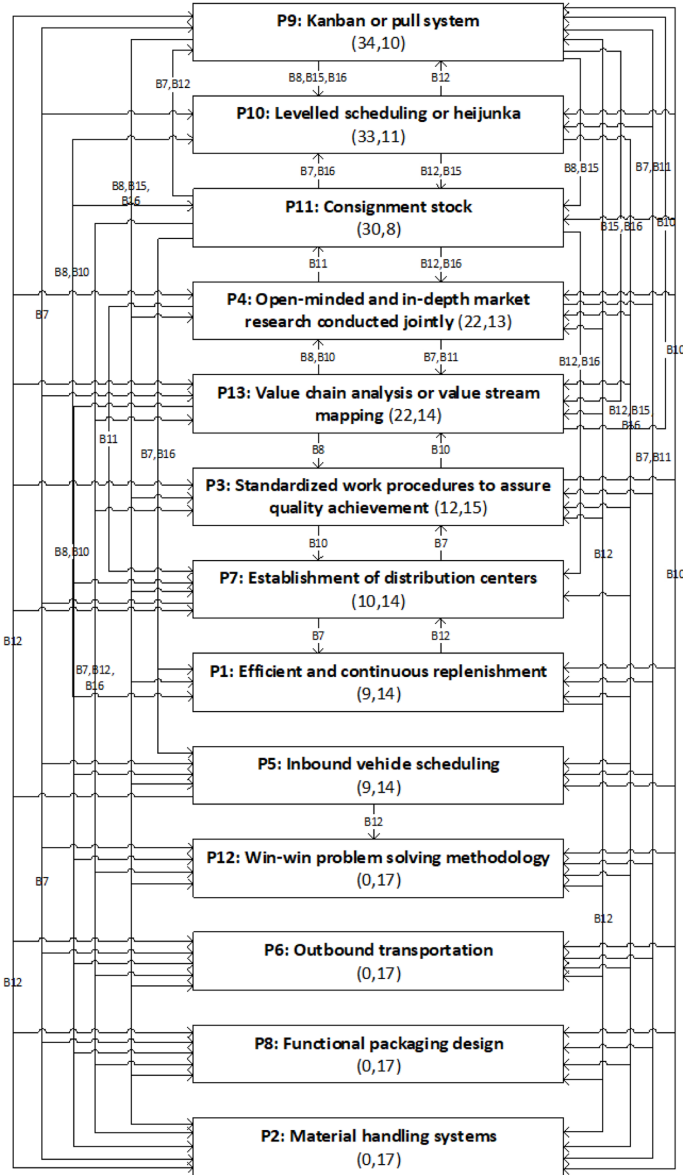 P9: Kanban or pull system
(34,10)
B8,B15,B16
B12
B7,B12
P10: Levelled scheduling or heijunka
(33,11)
B7,B16
B12,B15
B8,B15
B7,B11
B8,B15,
B16
P11: Consignment stock
(30,8)
B10
B15,B16
B8,B10
B11
B12,B16
P4: Open-minded and in-depth market
research conducted jointly (22,13)
B7
B8,B10
B7,B11
B12,B16
B10
P13: Value chain analysis or value stream
mapping (22,14)
B12,B15
B16
B11
B7,B16
B8
B10
B7,B11
P3: Standardized work procedures to assure
quality achievement (12,15)
B8,B10
B10
B7
B12
P7: Establishment of distribution centers
(10,14)
B10
B12
B7
B12
P1: Efficient and continuous replenishment
(9,14)
B7,B12,
B16
P5: Inbound vehicle scheduling
(9,14)
B12
P12: Win-win problem solving methodology
(0,17)
B7
B12
P6: Outbound transportation
(0,17)
B12
P8: Functional packaging design
(0,17)
P2: Material handling systems
(0,17)